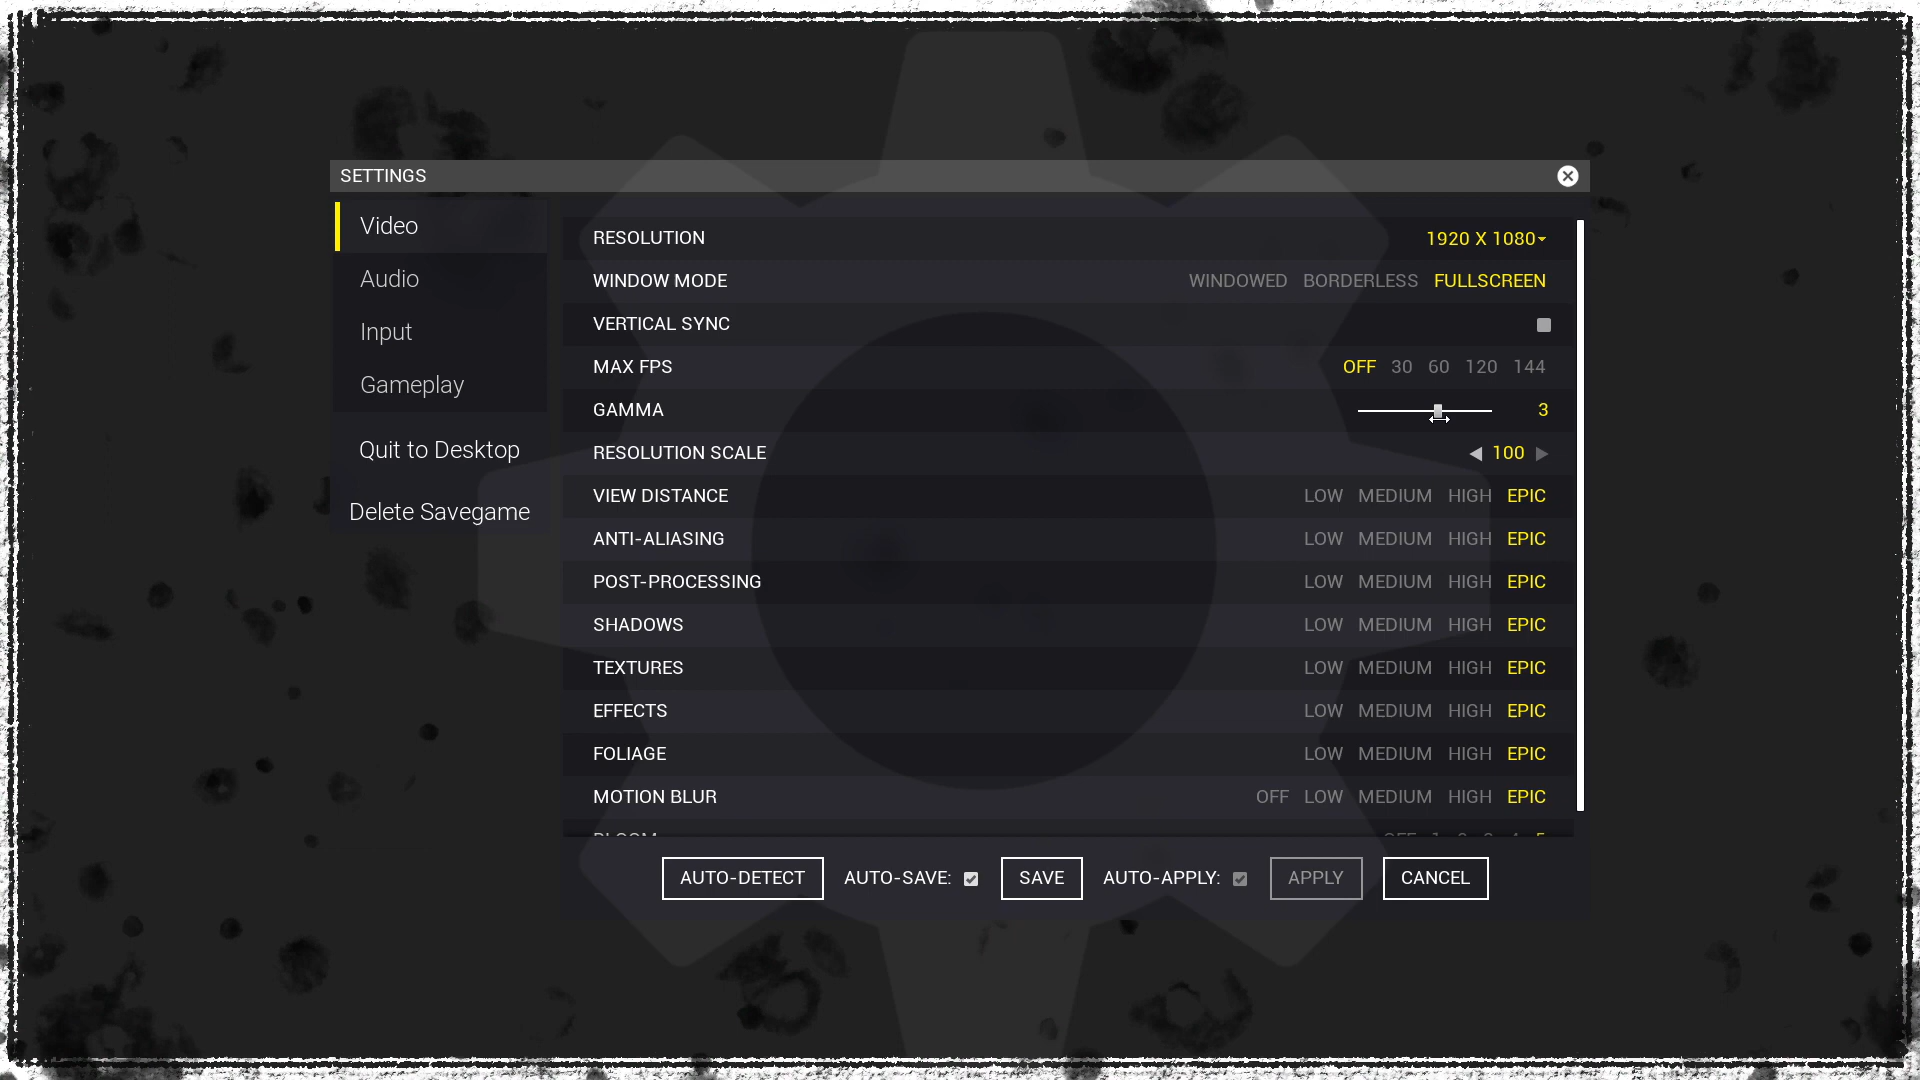 SETTINGS
Video
Audio
Input
Gameplay
Quit to Desktop
Delete Savegame
RESOLUTION 1920 X 1080
WINDOW MODE WINDOWED BORDERLESS FULLSCREEN
VERTICAL SYNC
MAX FPS OFF 30 60 120 144
GAMMA 3
RESOLUTION SCALE 100
VIEW DISTANCE LOW MEDIUM HIGH EPIC
ANTI-ALIASING LOW MEDIUM HIGH EPIC
POST-PROCESSING LOW MEDIUM HIGH EPIC
SHADOWS LOW MEDIUM HIGH EPIC
TEXTURES LOW MEDIUM HIGH EPIC
EFFECTS LOW MEDIUM HIGH EPIC
FOLIAGE LOW MEDIUM HIGH EPIC
MOTION BLUR OFF LOW MEDIUM HIGH EPIC
AUTO-DETECT AUTO-SAVE: SAVE AUTO-APPLY: APPLY CANCEL